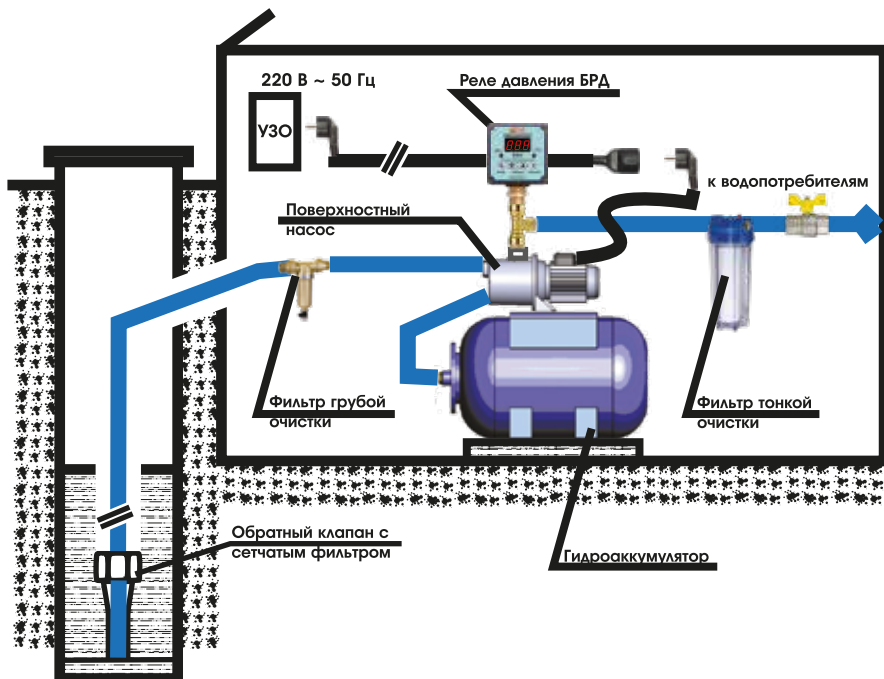 220 В ~ 50 Гц
Реле давления БРД
УЗО
к водопотребителям
Поверхностный
насос
Фильтр грубой
очистки
Фильтр тонкой
очистки
Обратный клапан с
сетчатым фильтром
Гидроаккумулятор